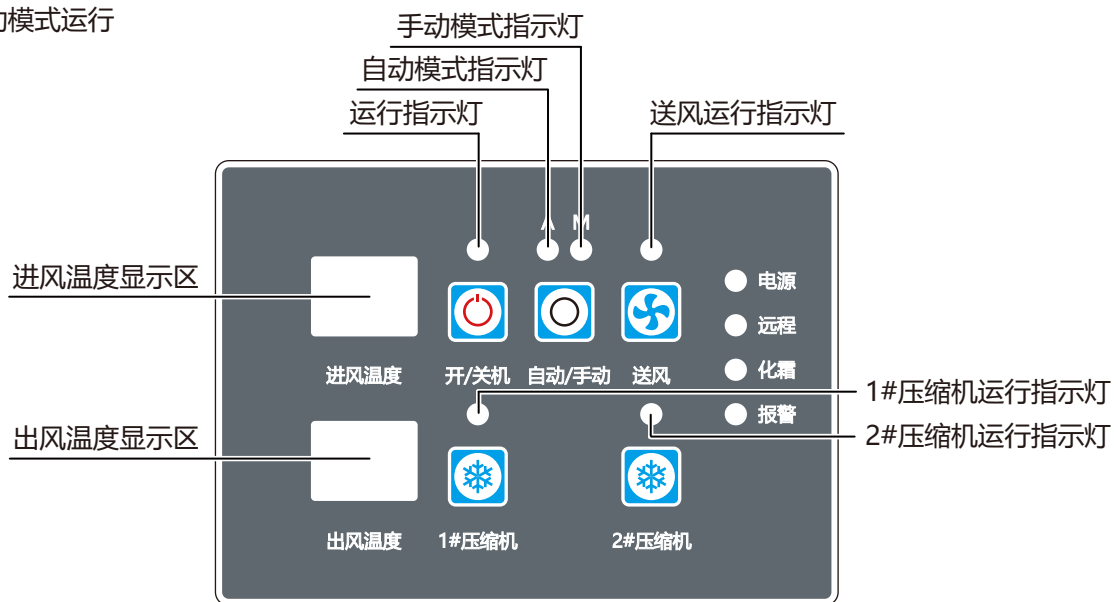 动模式运行
手动模式指示灯
自动模式指示灯
运行指示灯
送风运行指示灯
A M
进风温度显示区
电源
远程
进风温度 开/关机 自动/手动 送风 化霜
1#压缩机运行指示灯
报警
出风温度显示区
2#压缩机运行指示灯
出风温度 1#压缩机 2#压缩机